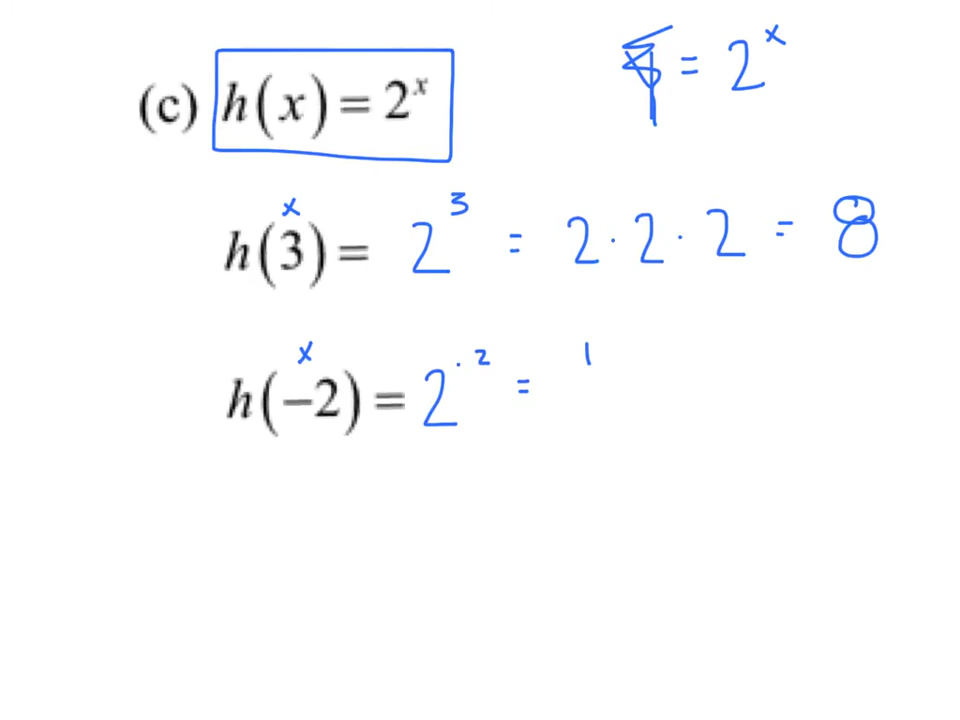 (c) h(x) = 2^x = 2^x
h(3) = 2^3 = 2 · 2 · 2 = 8
x
h(-2) = 2^-2 = 1
x